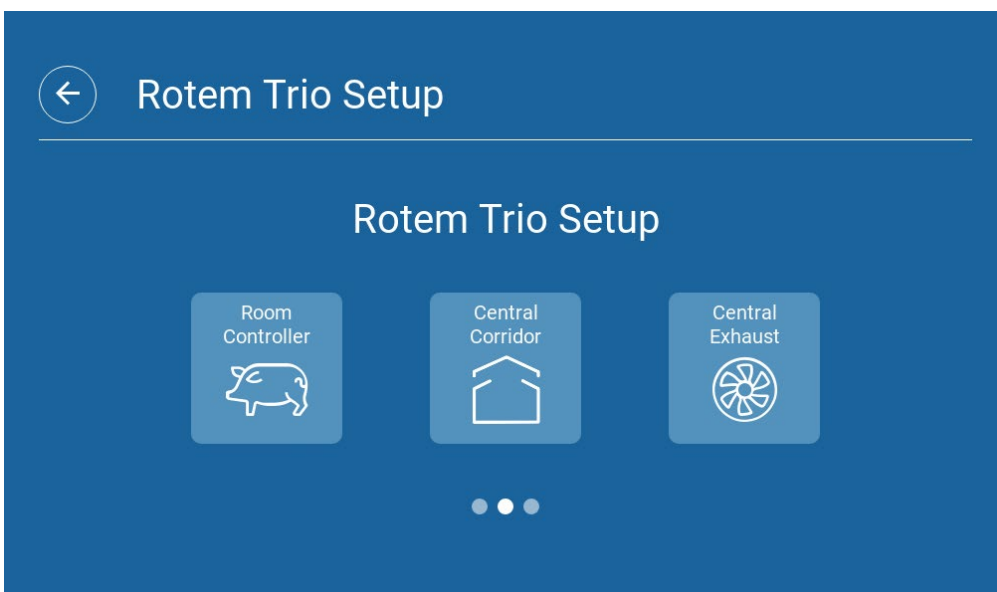 Rotem Trio Setup
Rotem Trio Setup
Room
Controller
Central
Corridor
Central
Exhaust